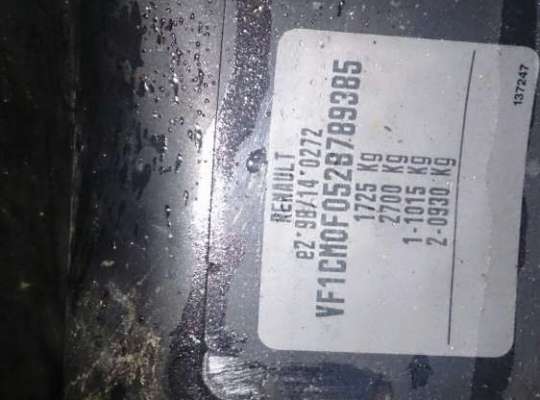 RENAULT
e2*98/14*0272
VF1CM0F052B789385
1725 Kg
2700 Kg
1-1015 Kg
2-0930 Kg
137247